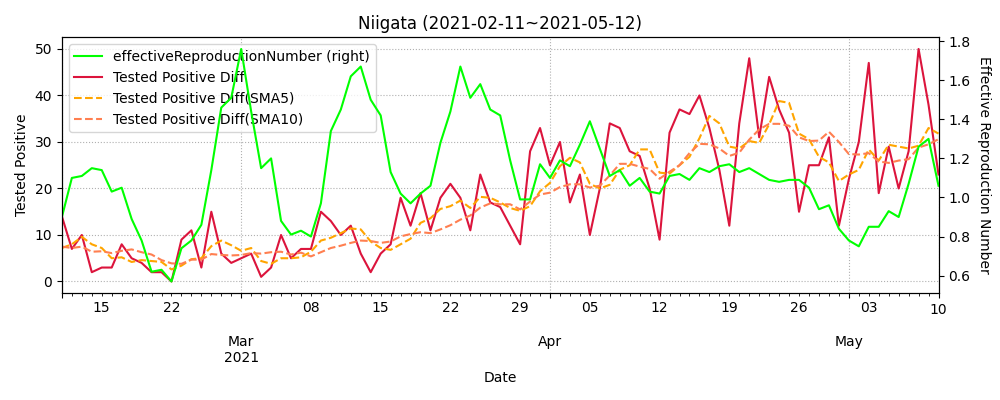 Niigata (2021-02-11~2021-05-12)
effectiveReproductionNumber (right)
Tested Positive Diff
Tested Positive Diff(SMA5)
Tested Positive Diff(SMA10)
Tested Positive
50
40
30
20
10
0
1.8
1.6
1.4
1.2
1.0
0.8
0.6
Effective Reproduction Number
15 22 08 15 22 29 05 12 19 26 03 10
Mar Apr May
2021
Date